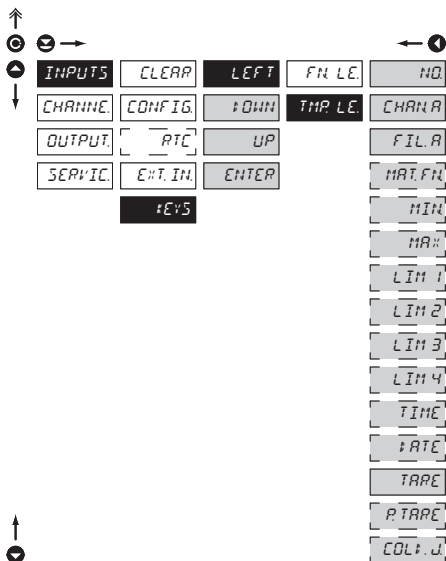 INPUTS CLEAR LEFT FN. LE. NO.
CHANNE. CONFIG. DOWN TMP. LE. CHAN.A
OUTPUT. RTC UP FIL. A
SERVIC. EXT. IN. ENTER MAT. FN.
KEYS MIN.
MAX
LIM 1
LIM 2
LIM 3
LIM 4
TIME
DATE
TARE
P. TARE
COLD. J.